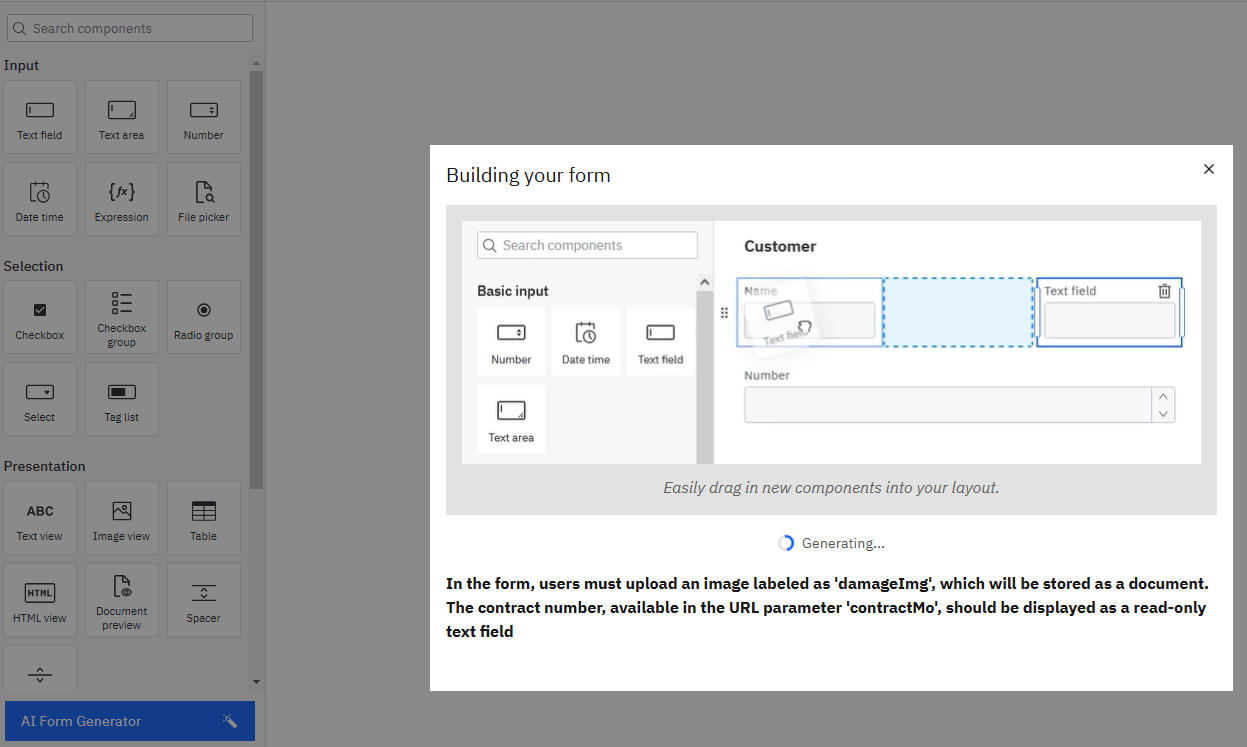 Search components
Input
Text field
Text area
Number
Date time
{fx}
Expression
File picker
Selection
Checkbox
Checkbox
group
Radio group
Select
Tag list
Presentation
ABC
Text view
Image view
Table
HTML
HTML view
Document
preview
Spacer
AI Form Generator
Building your form
Search components
Basic input
Number
Date time
Text field
Text area
Customer
Name
Text field
Text field
Number
Easily drag in new components into your layout.
Generating...
In the form, users must upload an image labeled as 'damageImg', which will be stored as a document.
The contract number, available in the URL parameter 'contractMo', should be displayed as a read-only
text field